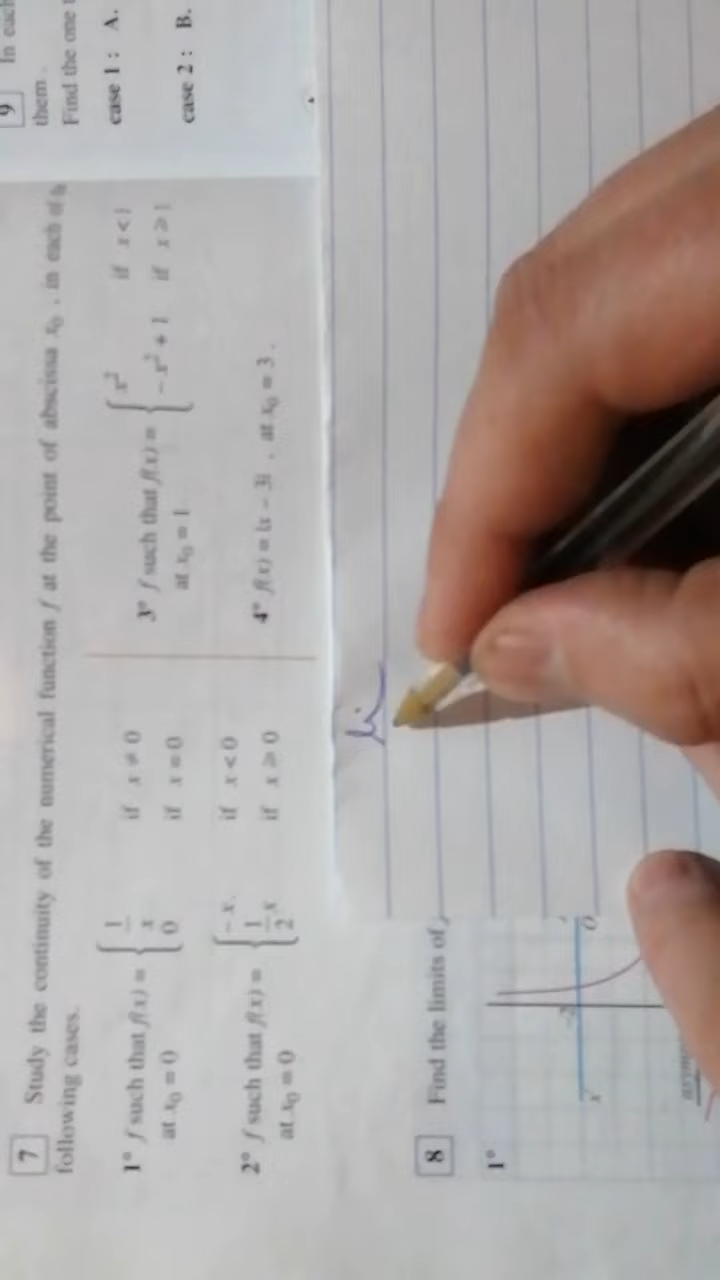 7 Study the continuity of the numerical function f at the point of abscissa x₀, in each of
following cases.
1° f such that f(x) = { 1/x if x ≠ 0
0 if x = 0
at x₀ = 0
2° f such that f(x) = { -x if x < 0
1/2 x if x ⩾ 0
at x₀ = 0
3° f such that f(x) = { x² if x < 1
-x² + 1 if x ⩾ 1
at x₀ = 1
4° f(x) = |x - 3|, at x₀ = 3.
8 Find the limits of
1°
-2
x'
O
li
9 In each
them.
Find the one
case 1 : A.
case 2 : B.